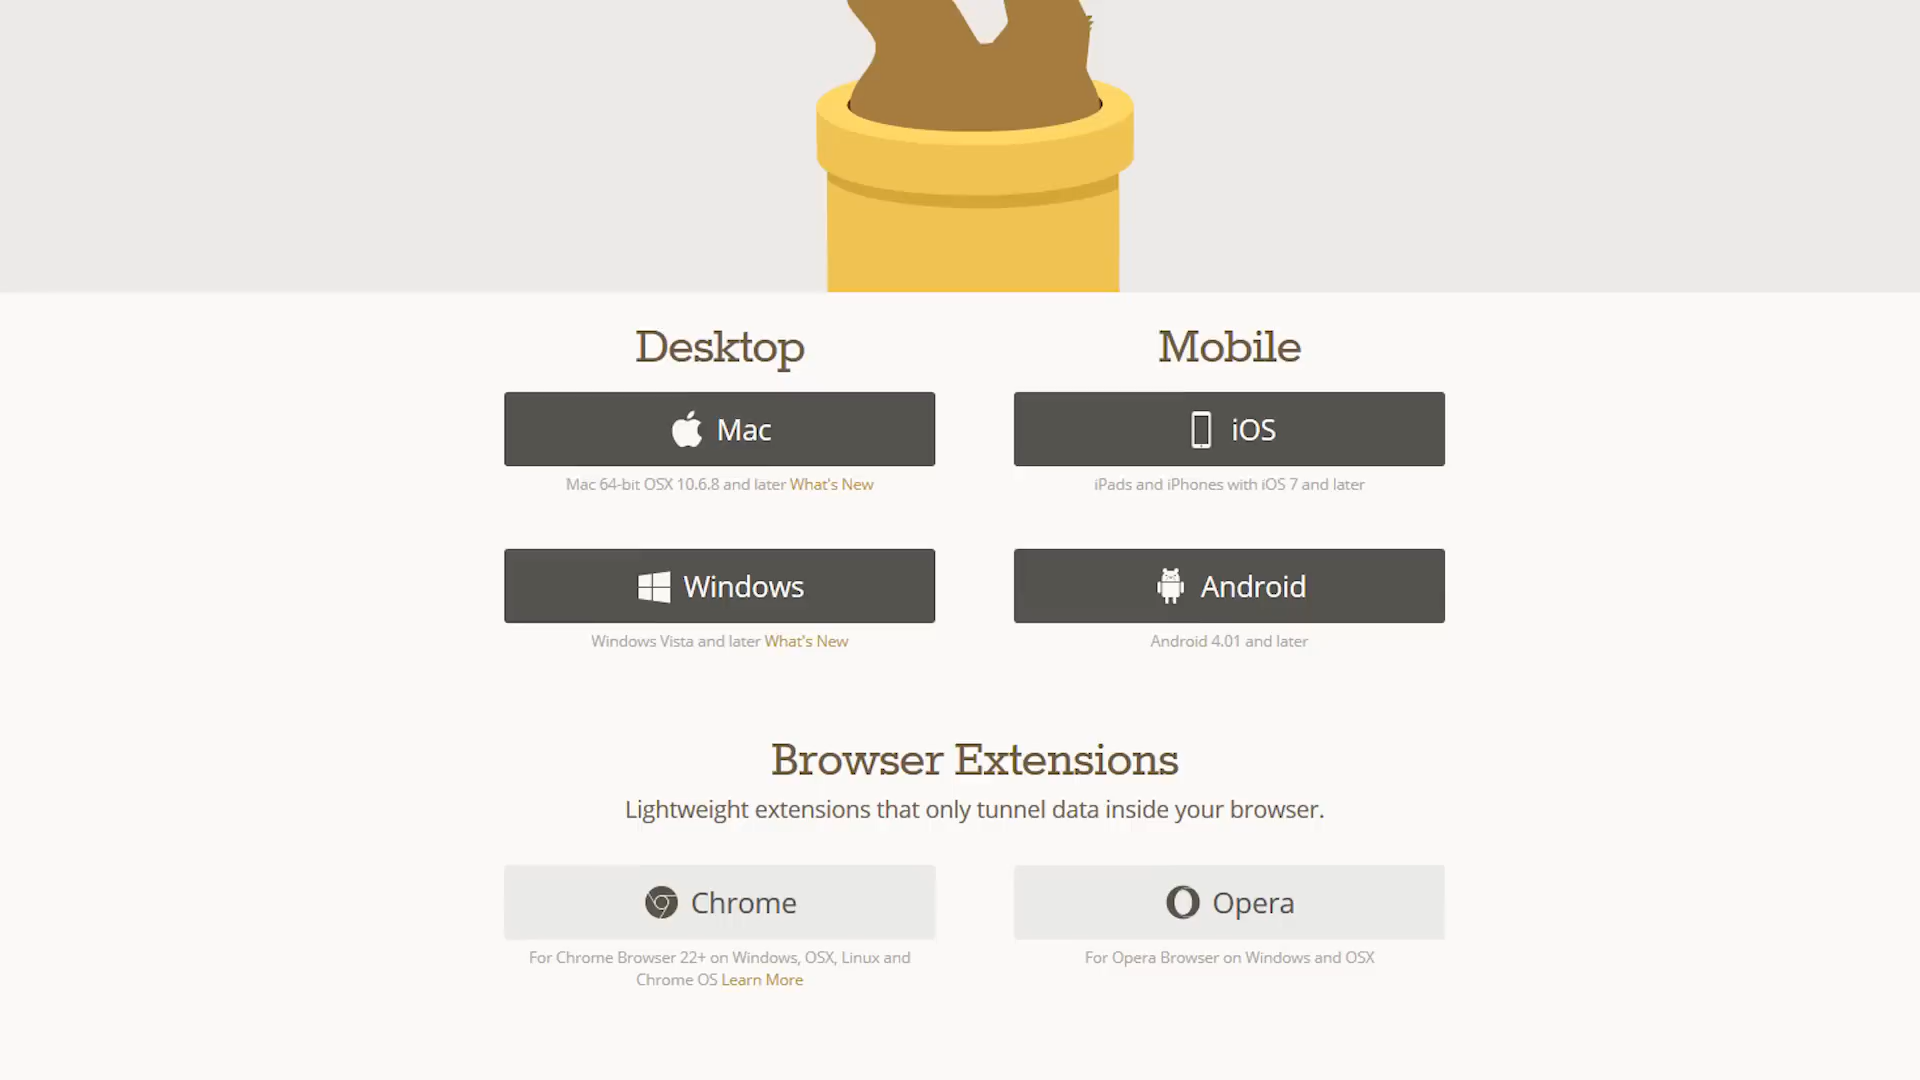 Desktop
Mac
Mac 64-bit OSX 10.6.8 and later What's New
Windows
Windows Vista and later What's New
Mobile
iOS
iPads and iPhones with iOS 7 and later
Android
Android 4.01 and later
Browser Extensions
Lightweight extensions that only tunnel data inside your browser.
Chrome
For Chrome Browser 22+ on Windows, OSX, Linux and
Chrome OS Learn More
Opera
For Opera Browser on Windows and OSX